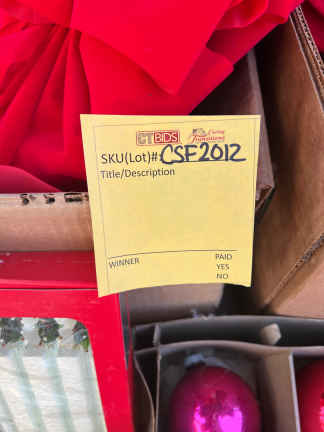 CTBIDS Caring Transitions
SKU(Lot)#: CSF2012
Title/Description
WINNER PAID
YES
NO